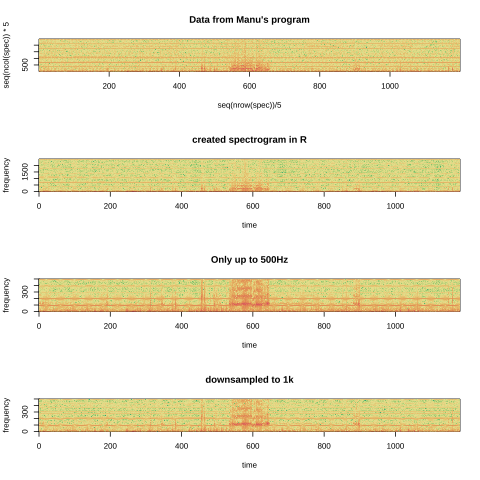 Data from Manu's program
seq(ncol(spec)) * 5
500
200 400 600 800 1000
seq(nrow(spec))/5
created spectrogram in R
frequency
0 1500
0 200 400 600 800 1000
time
Only up to 500Hz
frequency
0 300
0 200 400 600 800 1000
time
downsampled to 1k
frequency
0 300
0 200 400 600 800 1000
time